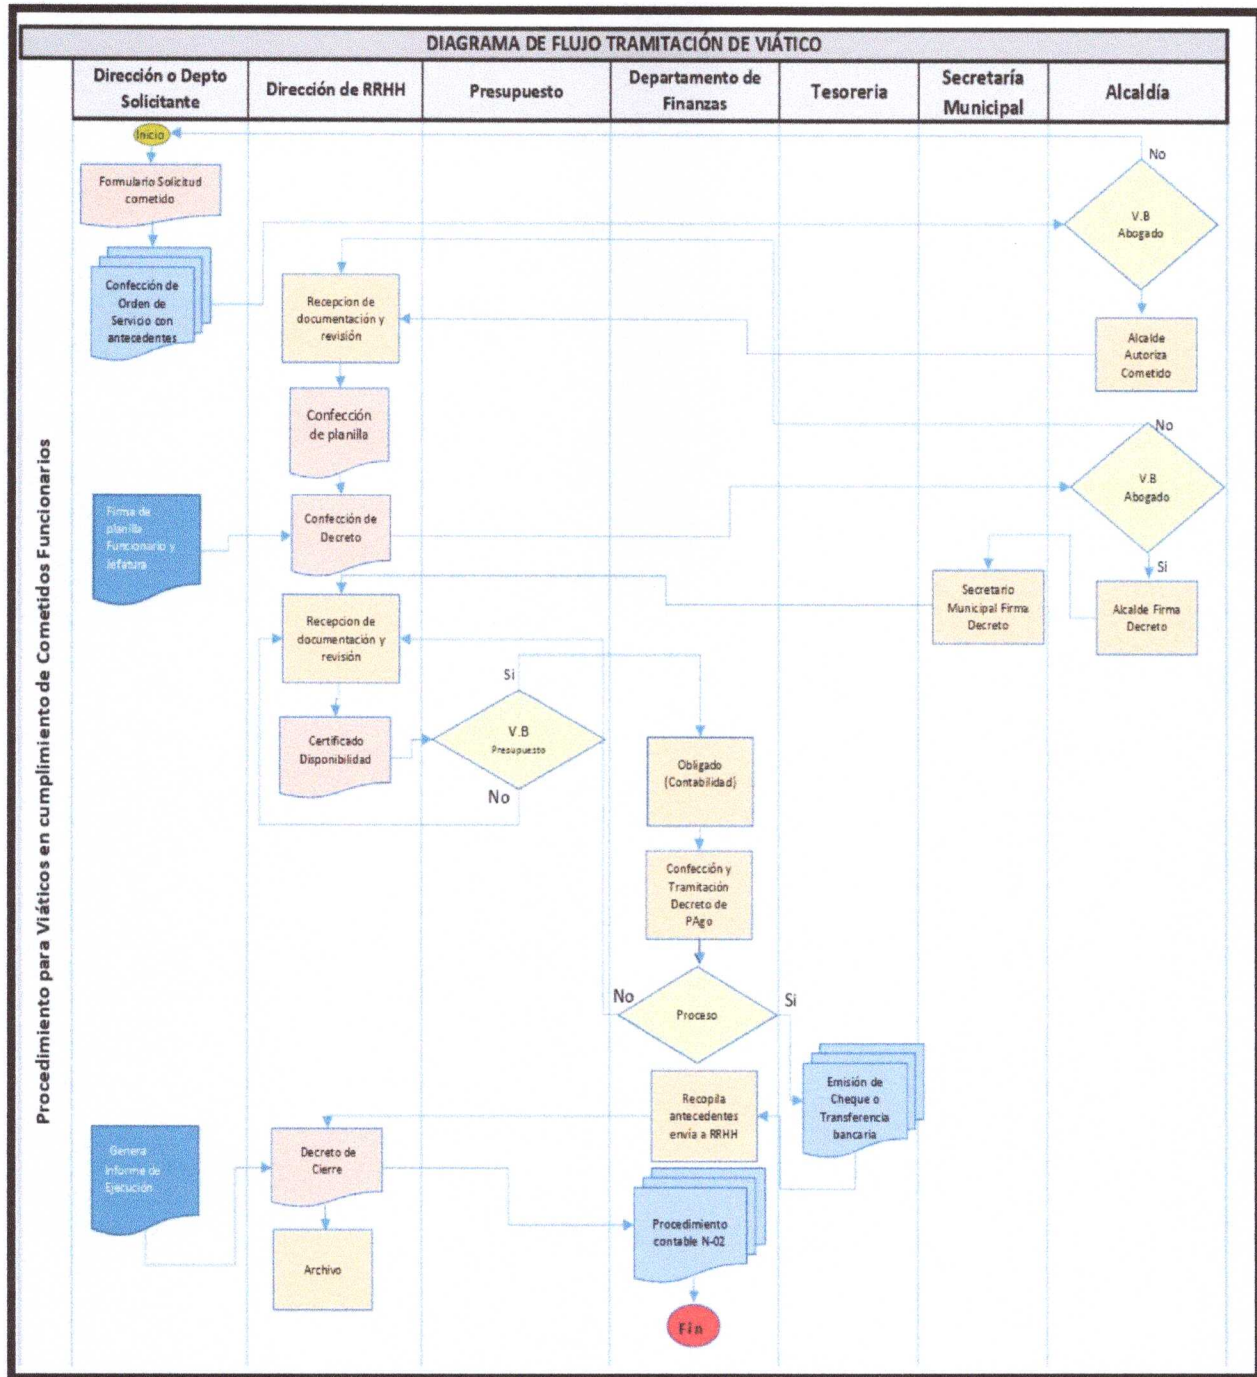 DIAGRAMA DE FLUJO TRAMITACIÓN DE VIÁTICO
Procedimiento para Viáticos en cumplimiento de Cometidos Funcionarios
Dirección o Depto
Solicitante
Dirección de RRHH
Presupuesto
Departamento de
Finanzas
Tesoreria
Secretaría
Municipal
Alcaldía
Inicio
No
Formulario Solicitud
cometido
V.B
Abogado
Confección de
Orden de
Servicio con
antecedentes
Recepcion de
documentación y
revisión
Alcalde
Autoriza
Cometido
Confección
de planilla
No
V.B
Abogado
Firma de
planilla
Funcionario y
Jefatura
Confección de
Decreto
Si
Secretario
Municipal Firma
Decreto
Alcalde Firma
Decreto
Recepcion de
documentación y
revisión
Si
Certificado
Disponibilidad
V.B
Presupuesto
No
Obligado
(Contabilidad)
Confección y
Tramitación
Decreto de
PAgo
No
Proceso
Si
Emisión de
Cheque o
Transferencia
bancaria
Recopila
antecedentes
envía a RRHH
Genera
Informe de
Ejecución
Decreto de
Cierre
Procedimiento
contable N-02
Archivo
Fin